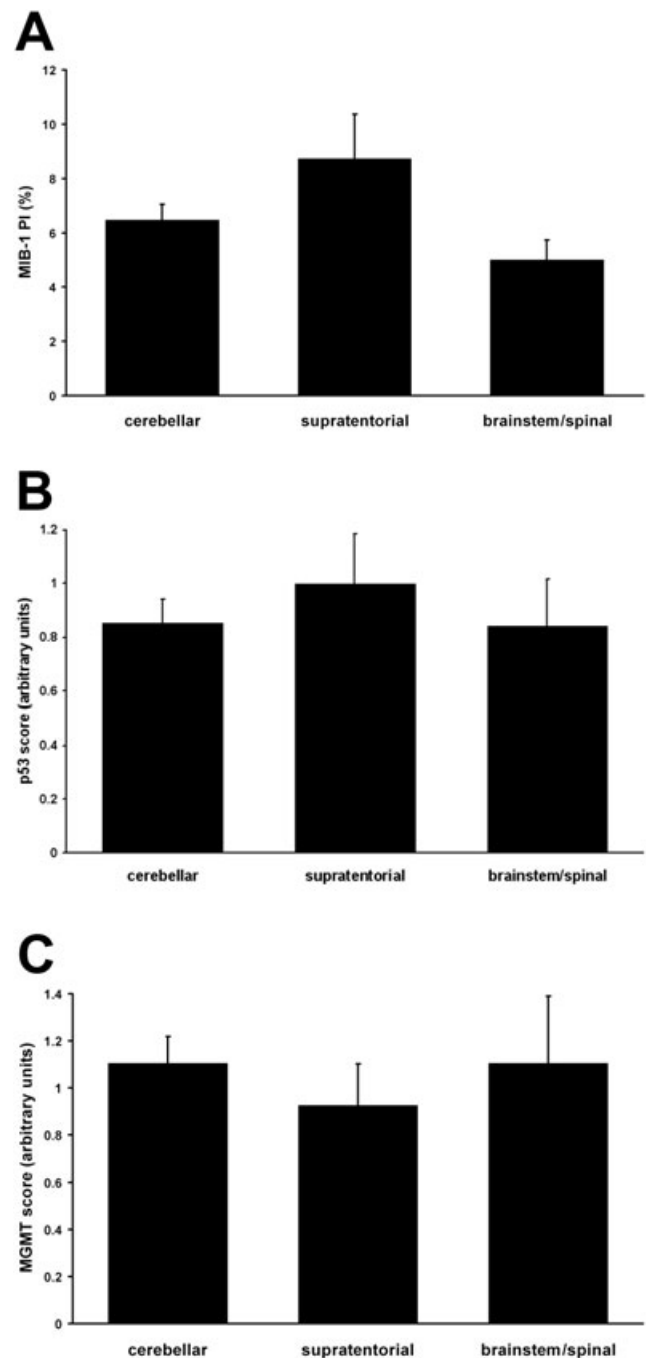 A
MIB-1 PI (%)
12
10
8
6
4
2
0
cerebellar supratentorial brainstem/spinal
B
p53 score (arbitrary units)
1.2
1
0.8
0.6
0.4
0.2
0
cerebellar supratentorial brainstem/spinal
C
MGMT score (arbitrary units)
1.4
1.2
1
0.8
0.6
0.4
0.2
0
cerebellar supratentorial brainstem/spinal